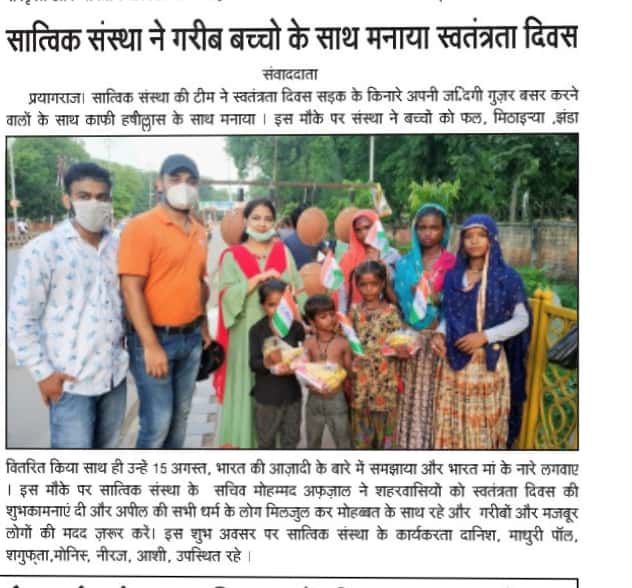 सात्विक संस्था ने गरीब बच्चो के साथ मनाया स्वतंत्रता दिवस
संवाददाता
प्रयागराज। सात्विक संस्था की टीम ने स्वतंत्रता दिवस सड़क के किनारे अपनी जद्दिगी गुज़र बसर करने
वालों के साथ काफी हषील्लास के साथ मनाया । इस मौके पर संस्था ने बच्चों को फल, मिठाइऱ्या ,झंडा
वितरित किया साथ ही उन्हें 15 अगस्त, भारत की आज़ादी के बारे में समझाया और भारत मां के नारे लगवाए
। इस मौके पर सात्विक संस्था के सचिव मोहम्मद अफ़ज़ाल ने शहरवासियों को स्वतंत्रता दिवस की
शुभकामनाएं दी और अपील की सभी धर्म के लोग मिलजुल कर मोहब्बत के साथ रहे और गरीबों और मजबूर
लोगों की मदद ज़रूर करें। इस शुभ अवसर पर सात्विक संस्था के कार्यकरता दानिश, माधुरी पॉल,
शगुफ्ता,मोनिस, नीरज, आशी, उपस्थित रहे ।